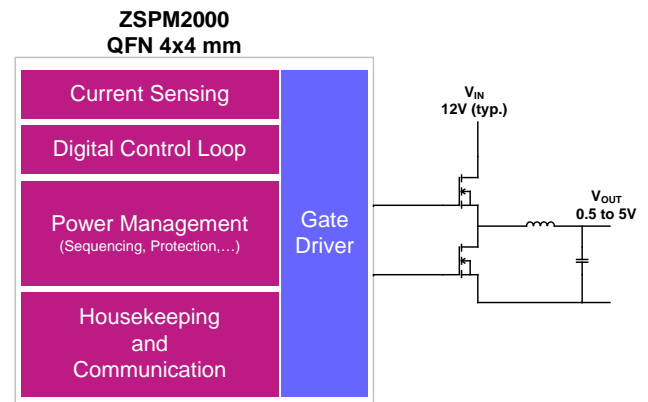 ZSPM2000
QFN 4x4 mm
Current Sensing
Digital Control Loop
Power Management
(Sequencing, Protection,…)
Housekeeping
and
Communication
Gate
Driver
VIN
12V (typ.)
VOUT
0.5 to 5V